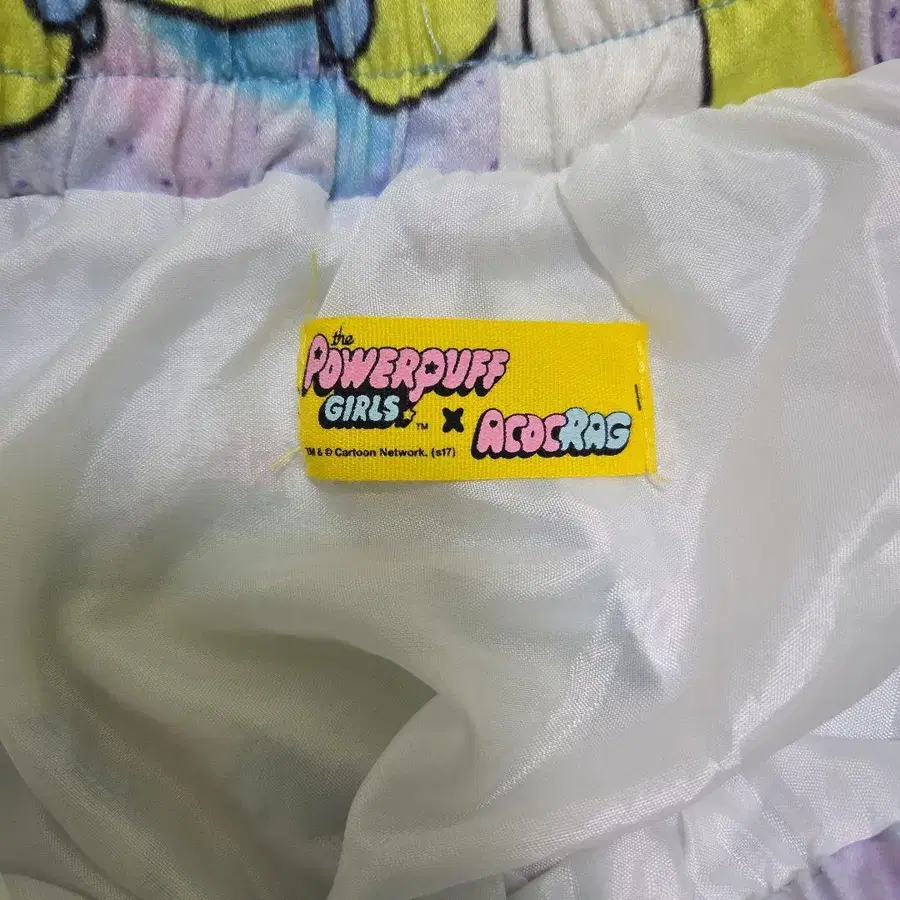 the
POWERPUFF
GIRLS ™ x ACDCRAG
TM & © Cartoon Network. (s17)